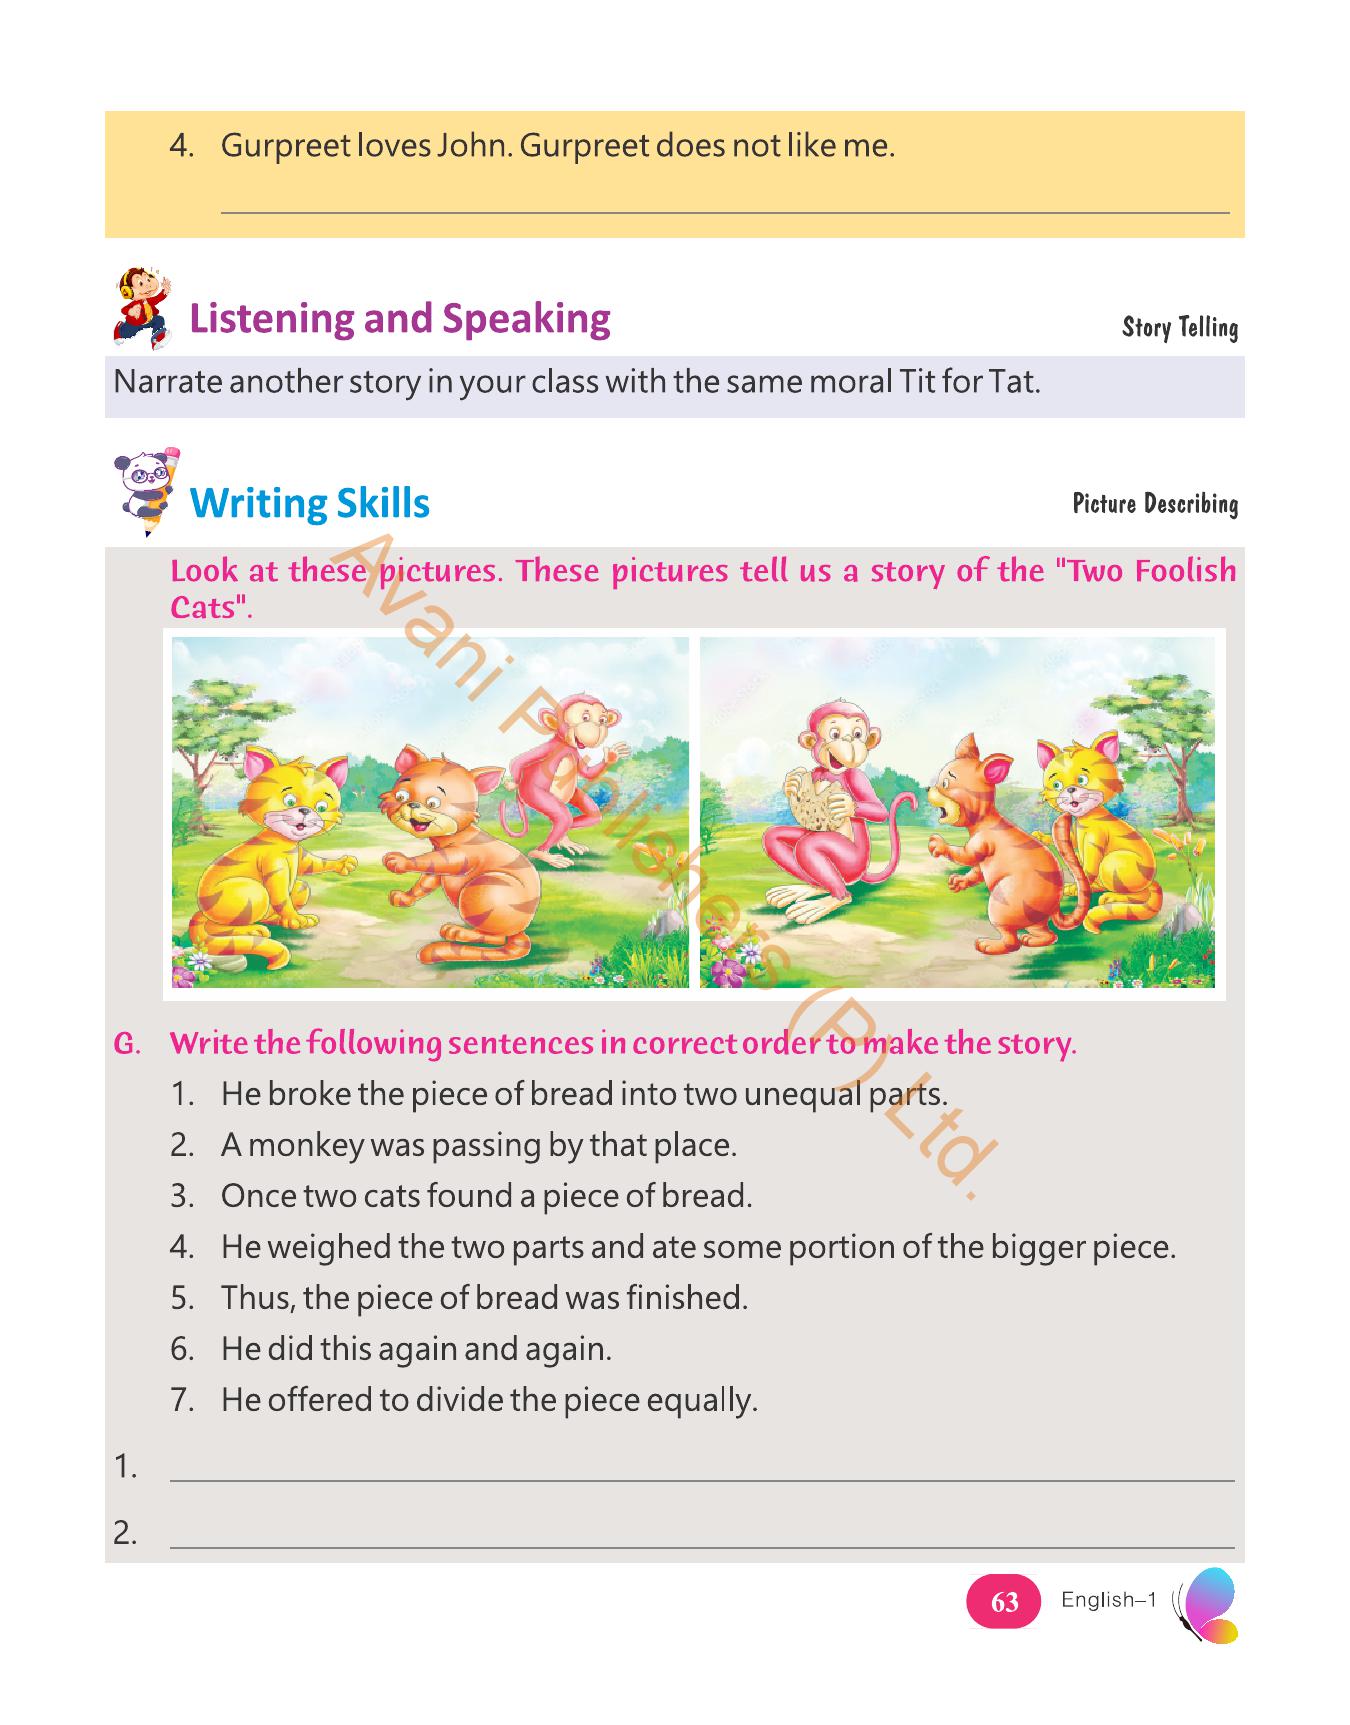 4. Gurpreet loves John. Gurpreet does not like me.
Listening and Speaking
Story Telling
Narrate another story in your class with the same moral Tit for Tat.
Writing Skills
Picture Describing
Look at these pictures. These pictures tell us a story of the "Two Foolish
Cats".
G. Write the following sentences in correct order to make the story.
1. He broke the piece of bread into two unequal parts.
2. A monkey was passing by that place.
3. Once two cats found a piece of bread.
4. He weighed the two parts and ate some portion of the bigger piece.
5. Thus, the piece of bread was finished.
6. He did this again and again.
7. He offered to divide the piece equally.
1.
2.
63 English–1
Avani Publishers (P) Ltd.